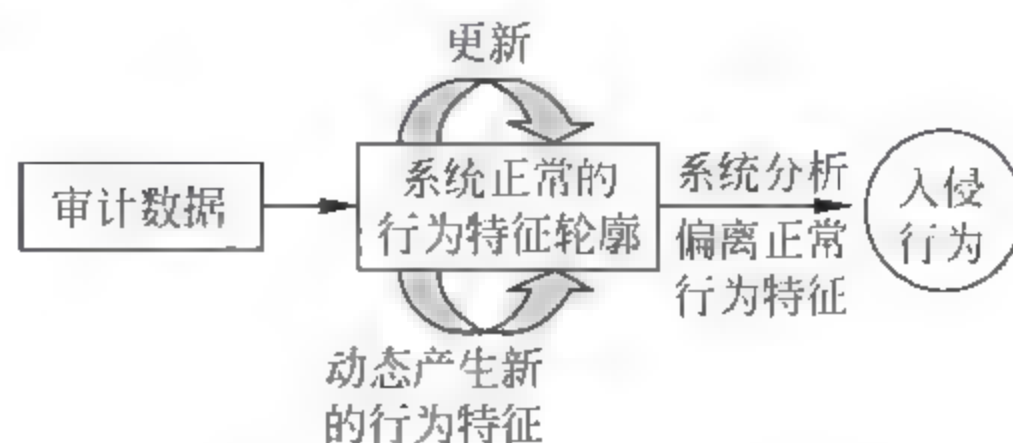 更新
审计数据
系统正常的
行为特征轮廓
系统分析
偏离正常
行为特征
入侵
行为
动态产生新
的行为特征